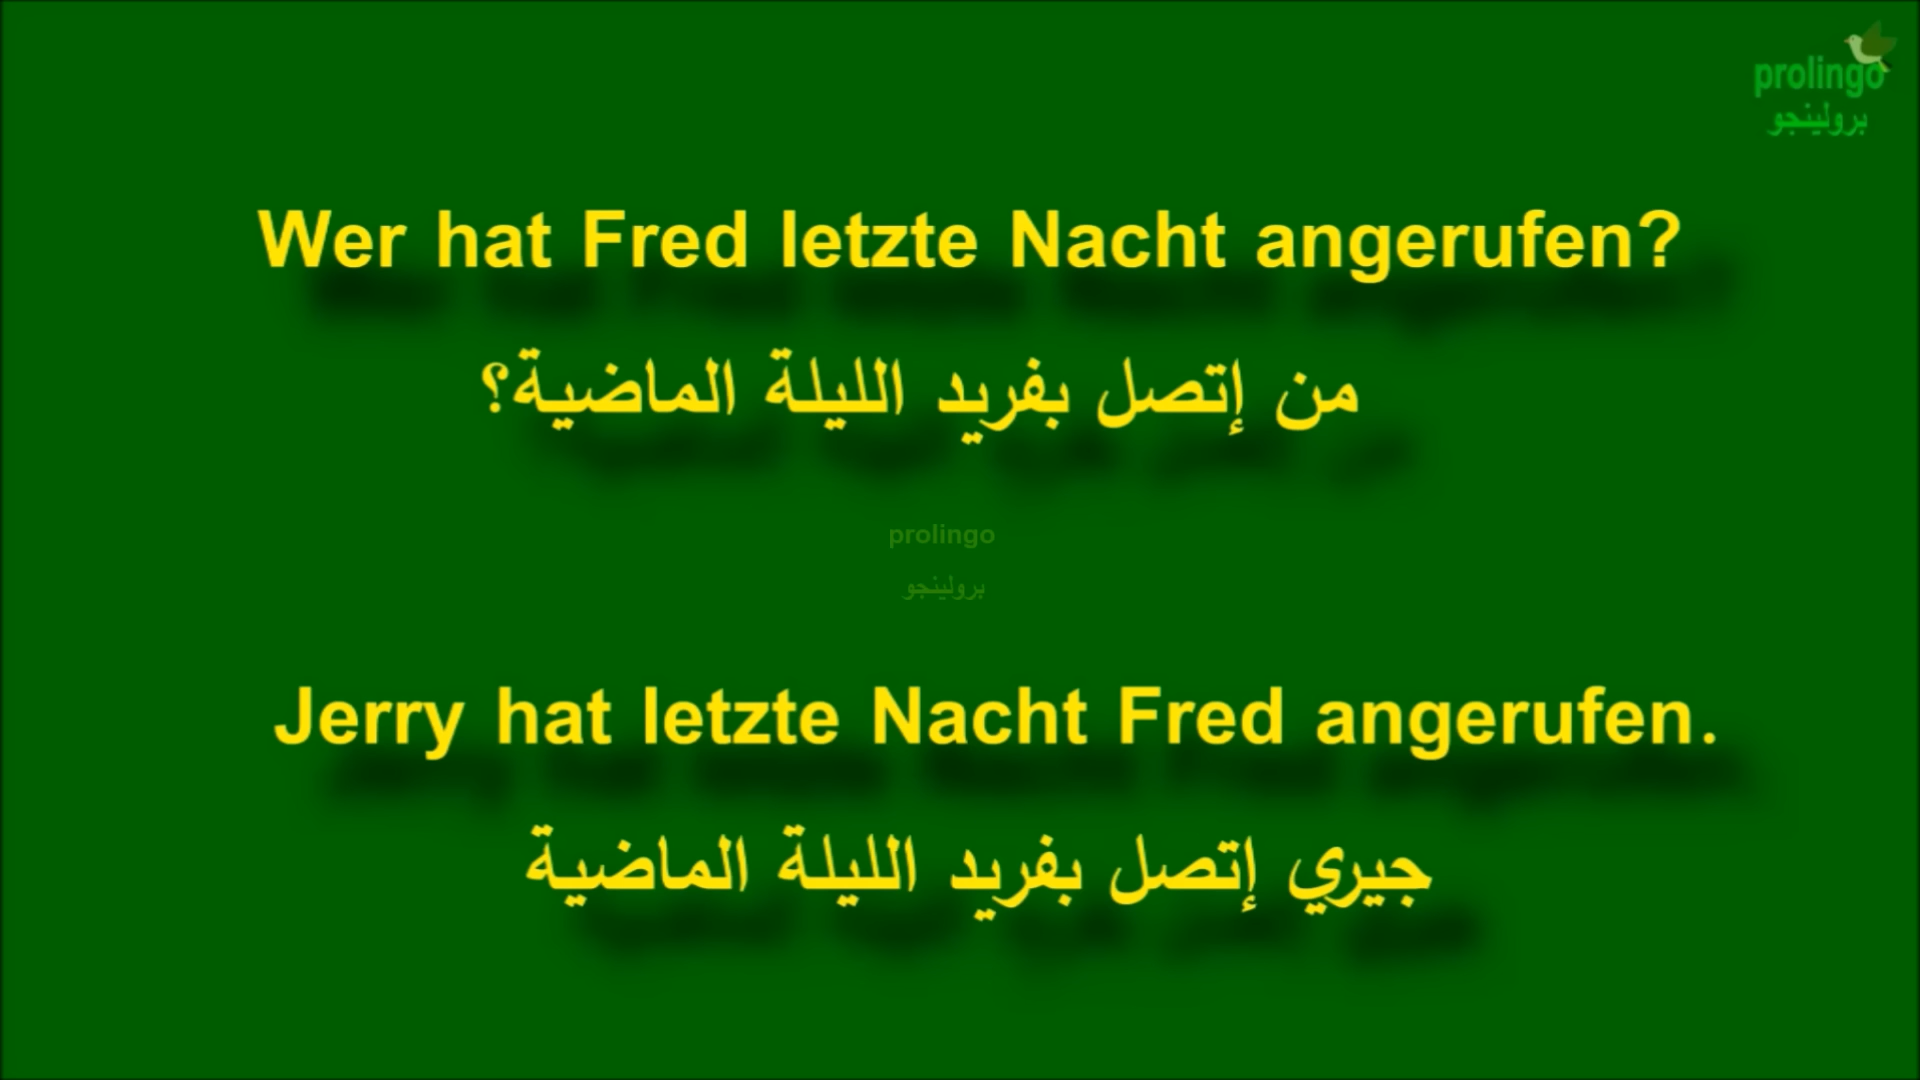 prolingo
برولينجو
Wer hat Fred letzte Nacht angerufen?
من إتصل بفريد الليلة الماضية؟
prolingo
برولينجو
Jerry hat letzte Nacht Fred angerufen.
جيري إتصل بفريد الليلة الماضية